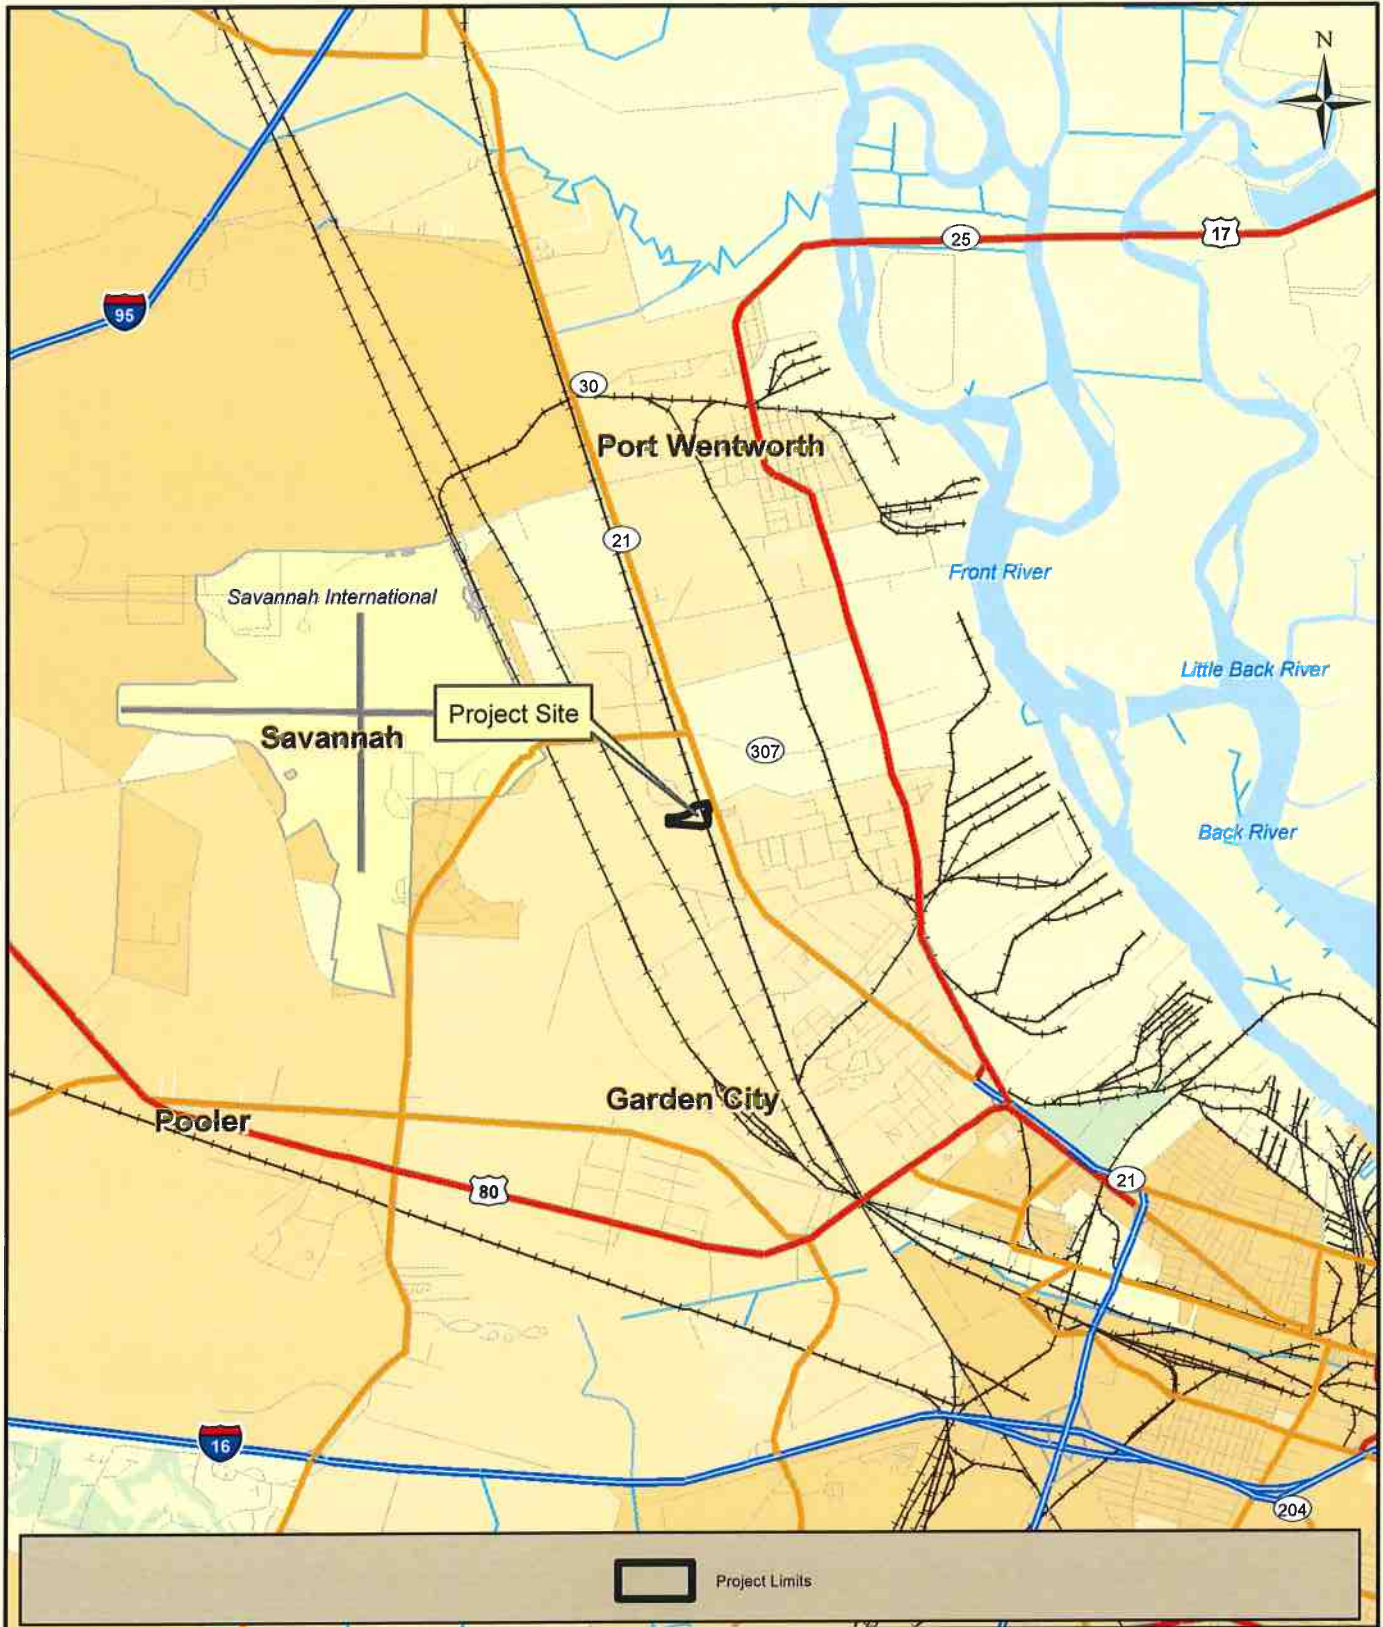 N
25
17
95
30
Port Wentworth
21
Front River
Savannah International
Little Back River
Project Site
Savannah
307
Back River
Garden City
Pooler
21
80
16
204
Project Limits